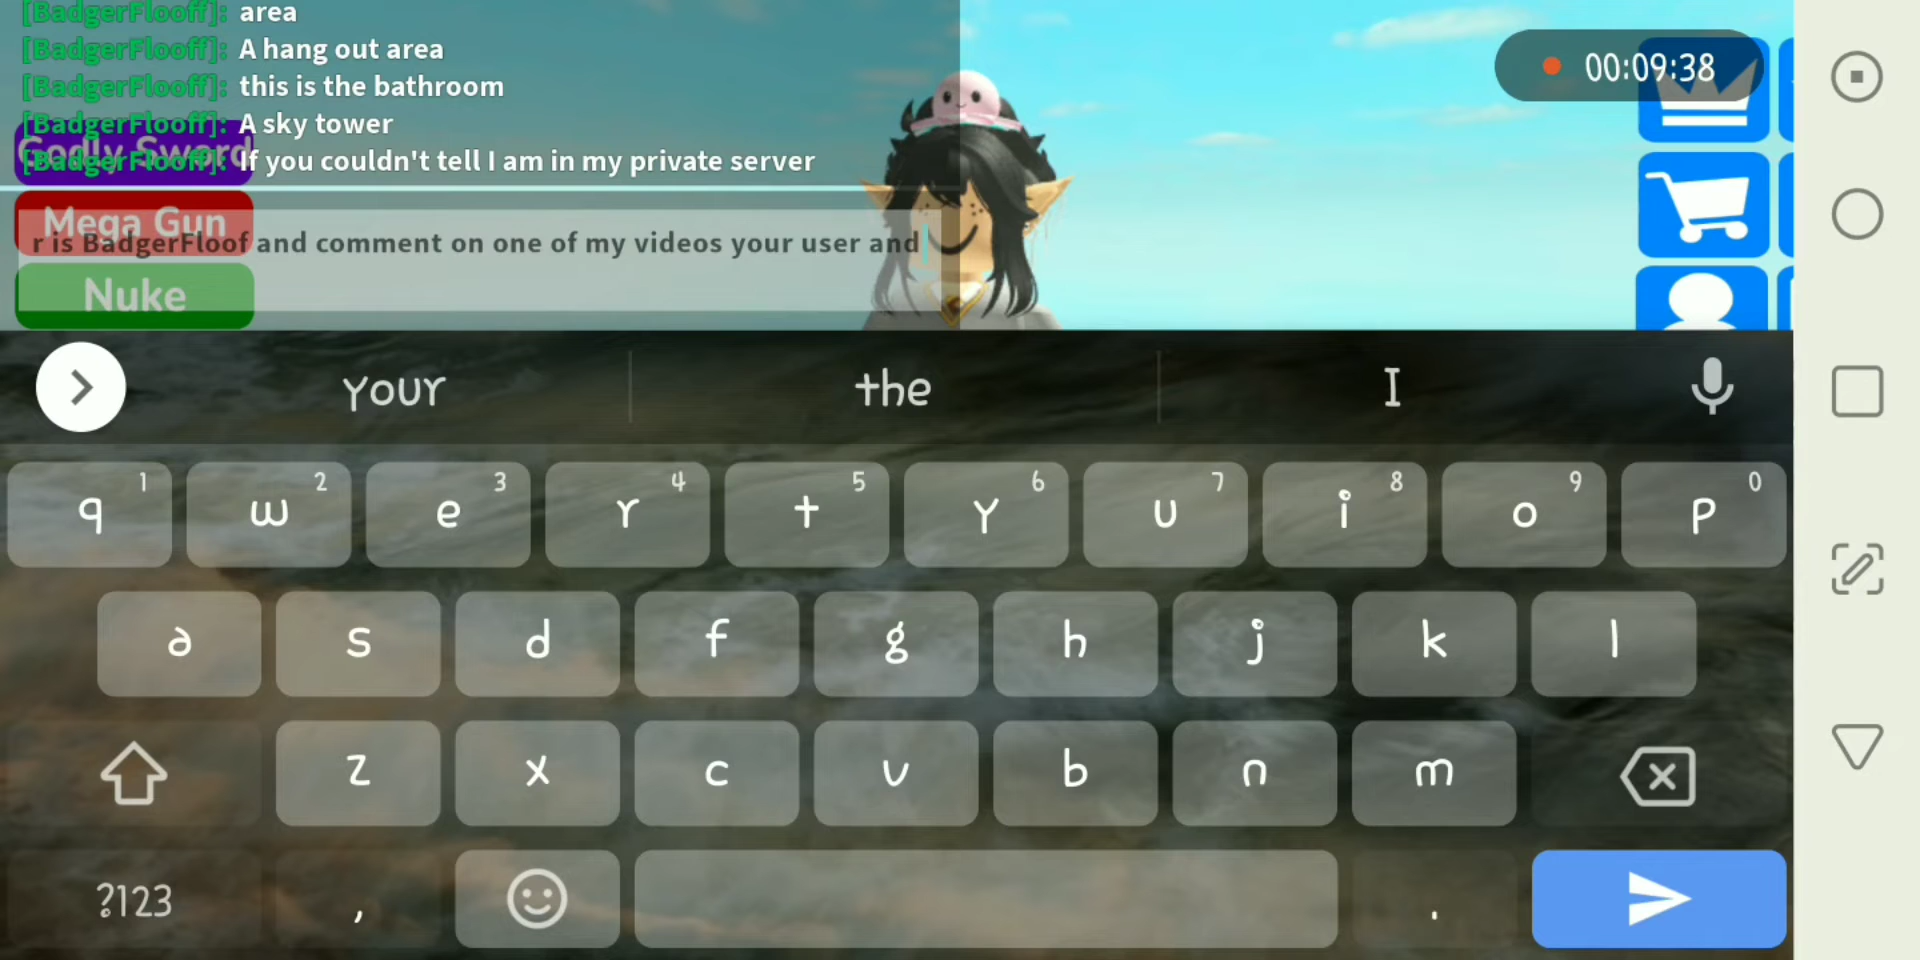 [BadgerFlooff]: area
[BadgerFlooff]: A hang out area
[BadgerFlooff]: this is the bathroom
[BadgerFlooff]: A sky tower
Godly Sword
[BadgerFlooff]: If you couldn't tell I am in my private server
Mega Gun
r is BadgerFloof and comment on one of my videos your user and
Nuke
00:09:38
your the I
1 2 3 4 5 6 7 8 9 0
q w e r t y u i o p
a s d f g h j k l
z x c v b n m
?123 , .